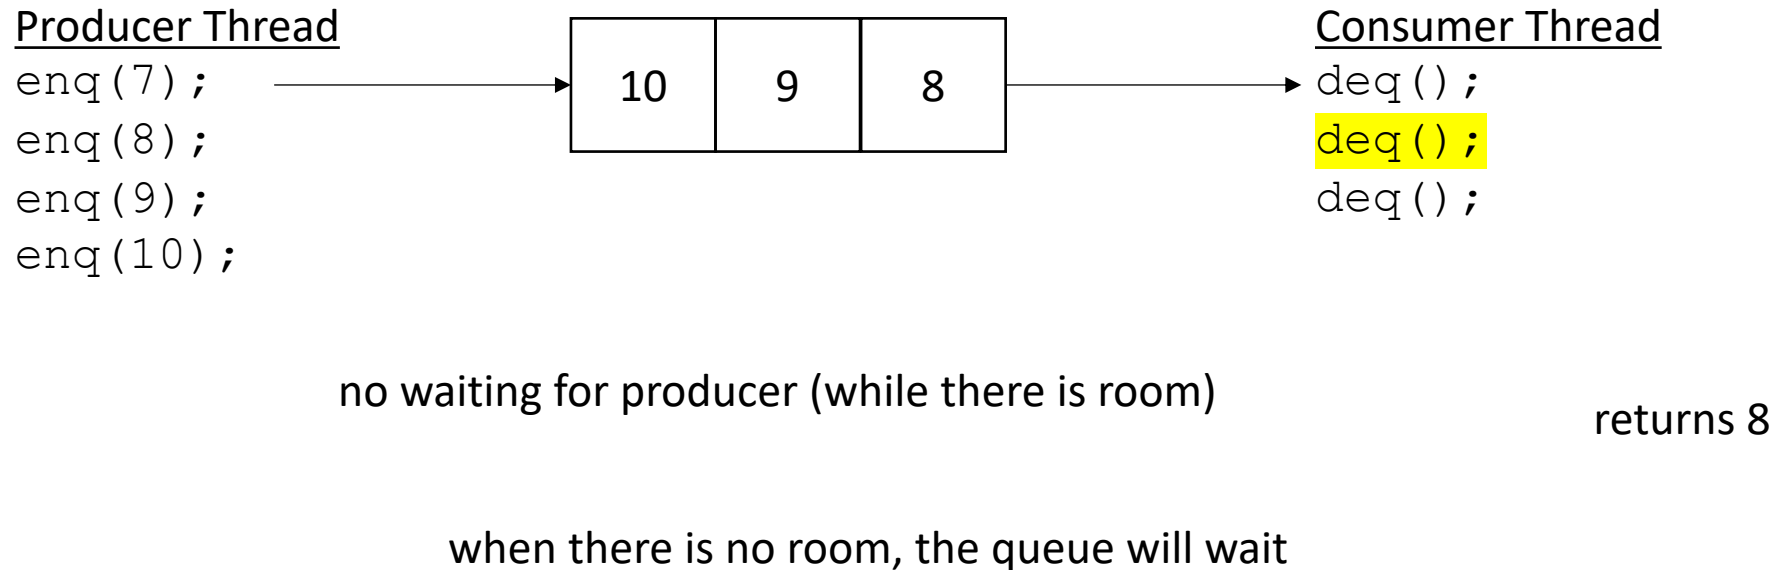 Producer Thread
enq(7);
enq(8);
enq(9);
enq(10);
10 9 8
Consumer Thread
deq();
deq();
deq();
no waiting for producer (while there is room)
returns 8
when there is no room, the queue will wait